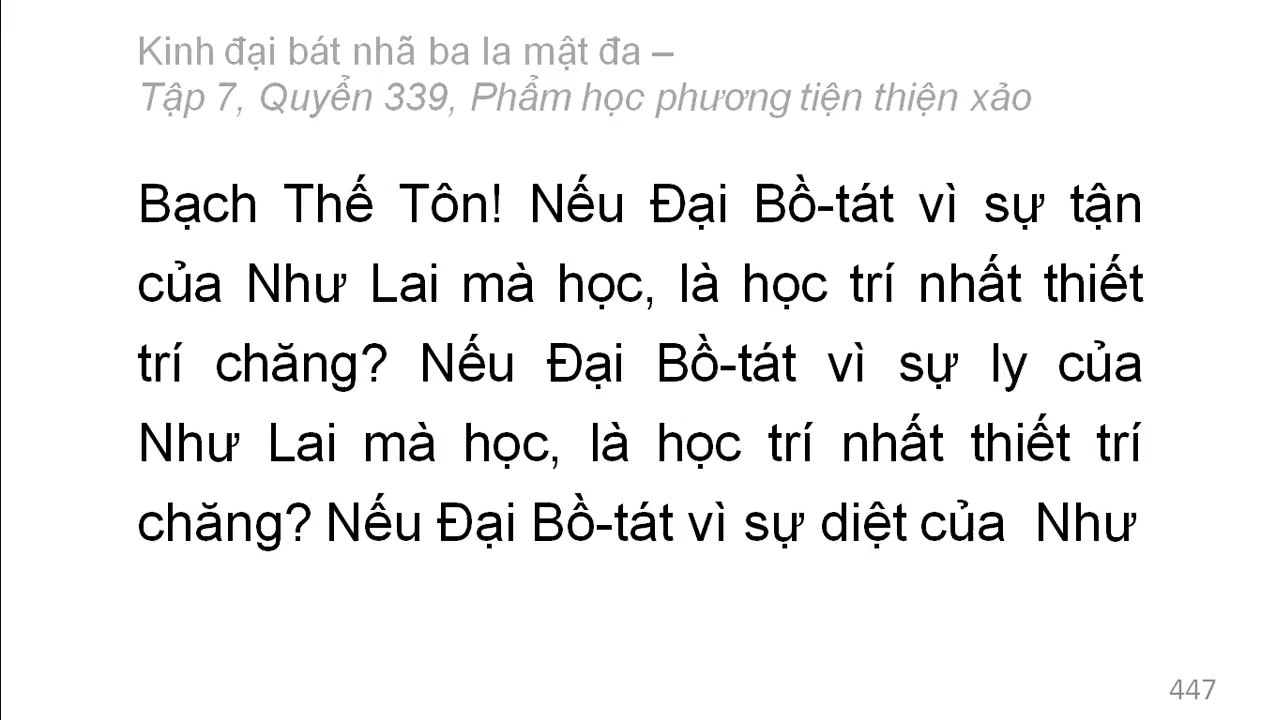 Kinh đại bát nhã ba la mật đa –
Tập 7, Quyển 339, Phẩm học phương tiện thiện xảo
Bạch Thế Tôn! Nếu Đại Bồ-tát vì sự tận
của Như Lai mà học, là học trí nhất thiết
trí chăng? Nếu Đại Bồ-tát vì sự ly của
Như Lai mà học, là học trí nhất thiết trí
chăng? Nếu Đại Bồ-tát vì sự diệt của Như
447